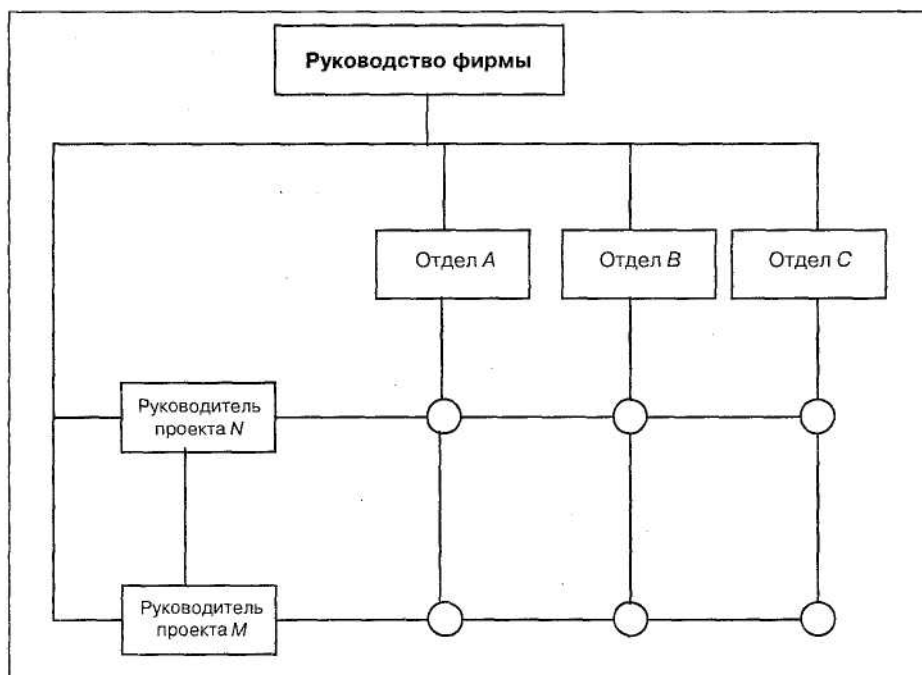 Руководство фирмы
Отдел A
Отдел B
Отдел C
Руководитель
проекта N
Руководитель
проекта M